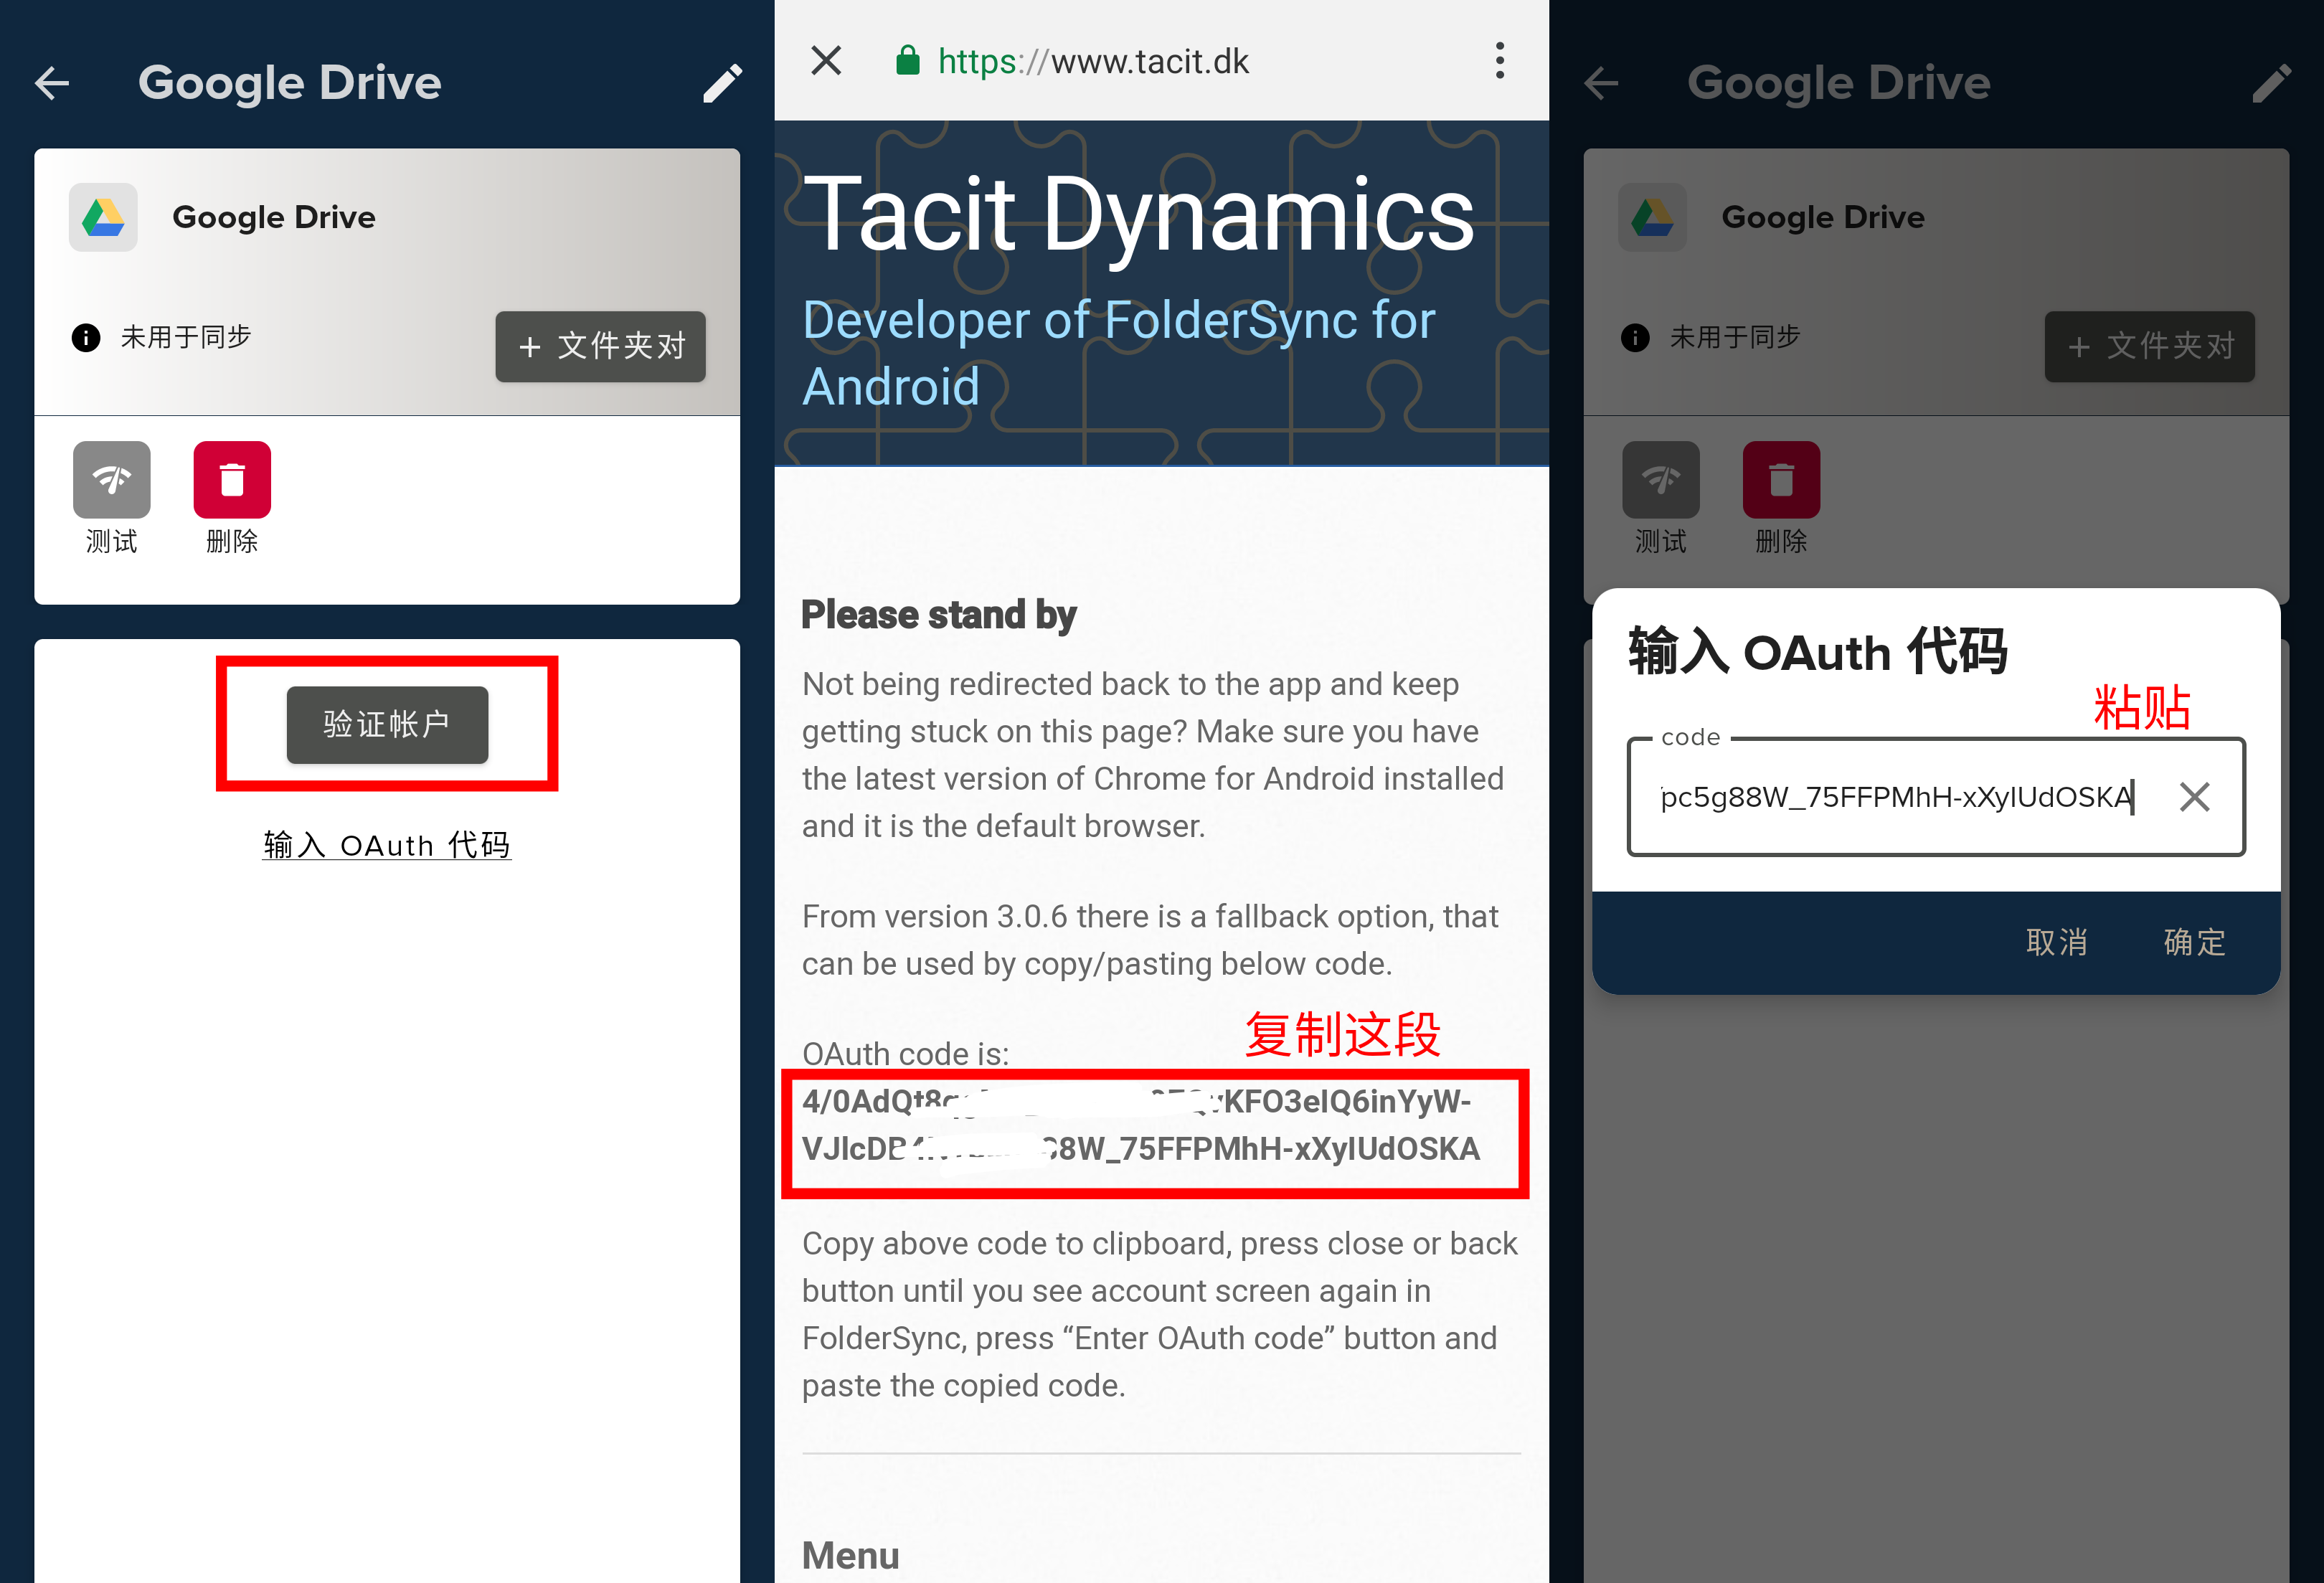 Google Drive
Google Drive
未用于同步
+ 文件夹对
测试
删除
验证帐户
输入 OAuth 代码
https://www.tacit.dk
Tacit Dynamics
Developer of FolderSync for
Android
Please stand by
Not being redirected back to the app and keep
getting stuck on this page? Make sure you have
the latest version of Chrome for Android installed
and it is the default browser.
From version 3.0.6 there is a fallback option, that
can be used by copy/pasting below code.
复制这段
OAuth code is:
4/0AdQt8 KFO3eIQ6inYyW-
VJlcD 8W_75FFPMhH-xXyIUdOSKA
Copy above code to clipboard, press close or back
button until you see account screen again in
FolderSync, press “Enter OAuth code” button and
paste the copied code.
Menu
Google Drive
Google Drive
未用于同步
+ 文件夹对
测试
删除
输入 OAuth 代码
粘贴
code
pc5g88W_75FFPMhH-xXyIUdOSKA
取消
确定